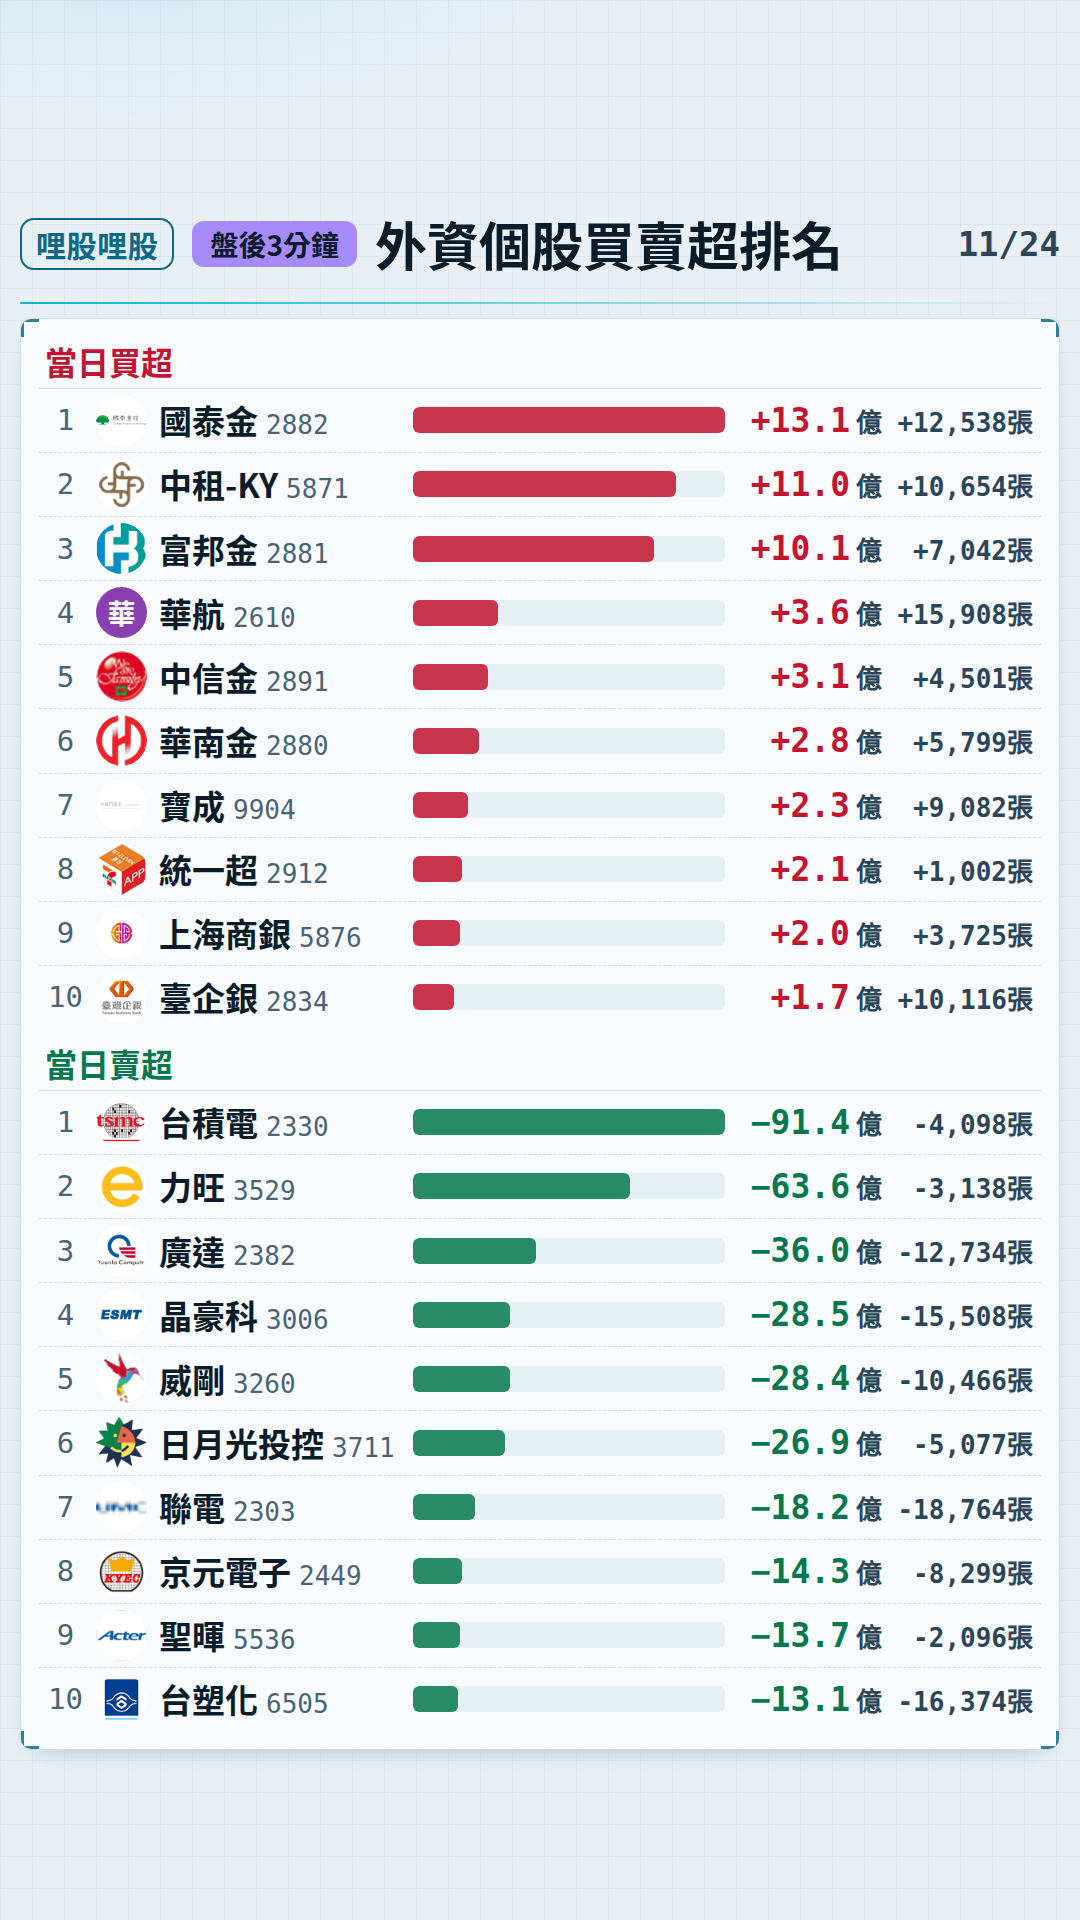 哩股哩股 盤後3分鐘 外資個股買賣超排名 11/24
當日買超
1 國泰金 2882 +13.1 億 +12,538張
2 中租-KY 5871 +11.0 億 +10,654張
3 富邦金 2881 +10.1 億 +7,042張
4 華 華航 2610 +3.6 億 +15,908張
5 中信金 2891 +3.1 億 +4,501張
6 華南金 2880 +2.8 億 +5,799張
7 寶成 9904 +2.3 億 +9,082張
8 APP 統一超 2912 +2.1 億 +1,002張
9 上海商銀 5876 +2.0 億 +3,725張
10 臺灣企銀 臺企銀 2834 +1.7 億 +10,116張
當日賣超
1 tsmc 台積電 2330 −91.4 億 -4,098張
2 力旺 3529 −63.6 億 -3,138張
3 廣達 2382 −36.0 億 -12,734張
4 ESMT 晶豪科 3006 −28.5 億 -15,508張
5 威剛 3260 −28.4 億 -10,466張
6 日月光投控 3711 −26.9 億 -5,077張
7 UMC 聯電 2303 −18.2 億 -18,764張
8 KYEC 京元電子 2449 −14.3 億 -8,299張
9 Acter 聖暉 5536 −13.7 億 -2,096張
10 台塑化 6505 −13.1 億 -16,374張